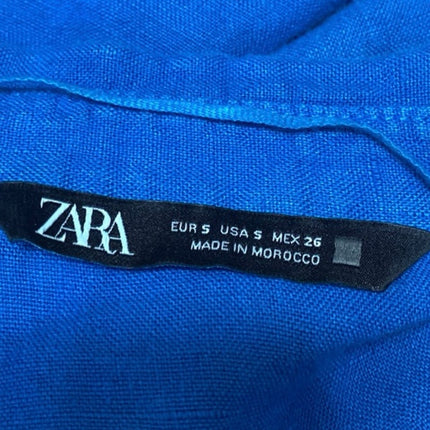 ZARA
EUR S USA S MEX 26
MADE IN MOROCCO